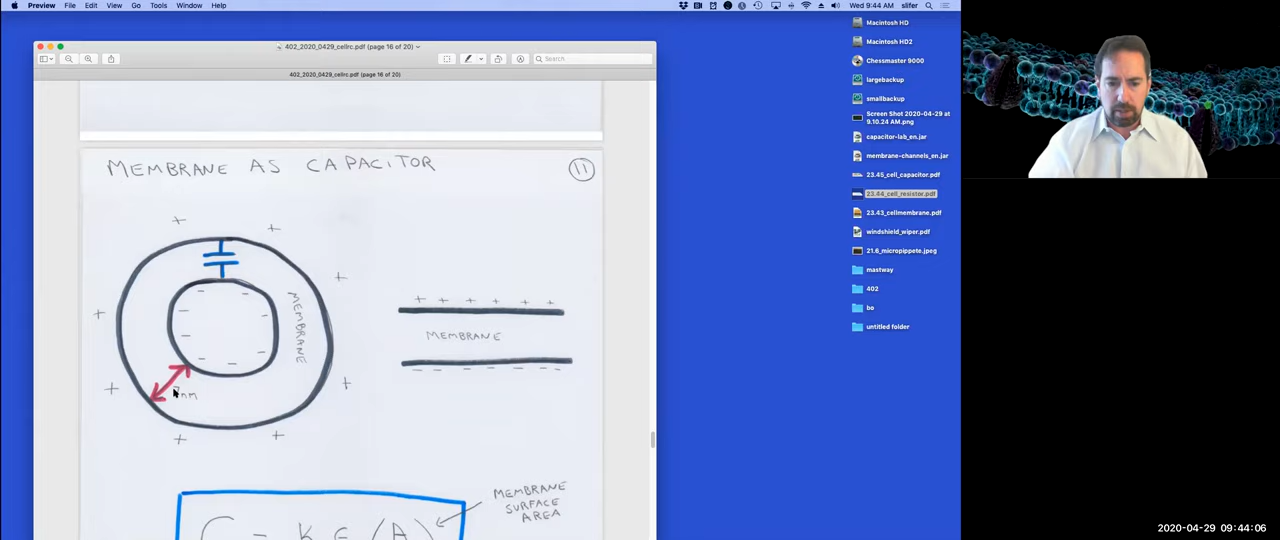 Preview File Edit View Go Tools Window Help
Wed 9:44 AM slifer
402_2020_0429_cellrc.pdf (page 16 of 20)
Search
402_2020_0429_cellrc.pdf (page 16 of 20)
MEMBRANE AS CAPACITOR
11
MEMBRANE
nm
+ + + + + +
MEMBRANE
- - - - - -
MEMBRANE
SURFACE
AREA
C = K ε (A)
Macintosh HD
Macintosh HD2
Chessmaster 9000
largebackup
smallbackup
Screen Shot 2020-04-29 at
9.10.24 AM.png
capacitor-lab_en.jar
membrane-channels_en.jar
23.45_cell_capacitor.pdf
23.44_cell_resistor.pdf
23.43_cellmembrane.pdf
windshield_wiper.pdf
21.6_micropippete.jpeg
mastway
402
bo
untitled folder
2020-04-29 09:44:06